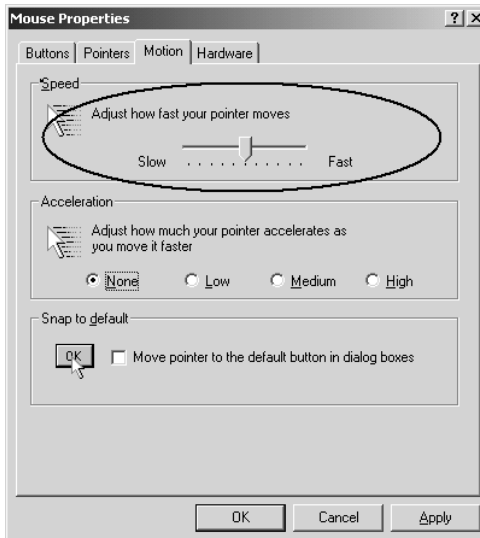 Mouse Properties
Buttons Pointers Motion Hardware
Speed
Adjust how fast your pointer moves
Slow Fast
Acceleration
Adjust how much your pointer accelerates as
you move it faster
None Low Medium High
Snap to default
OK Move pointer to the default button in dialog boxes
OK Cancel Apply